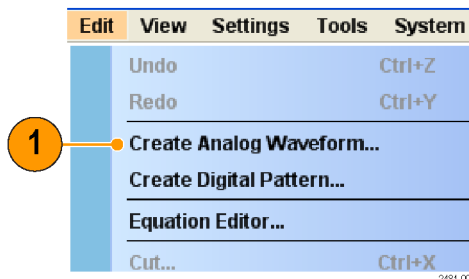 Edit View Settings Tools System
Undo Ctrl+Z
Redo Ctrl+Y
1
Create Analog Waveform...
Create Digital Pattern...
Equation Editor...
Cut... Ctrl+X